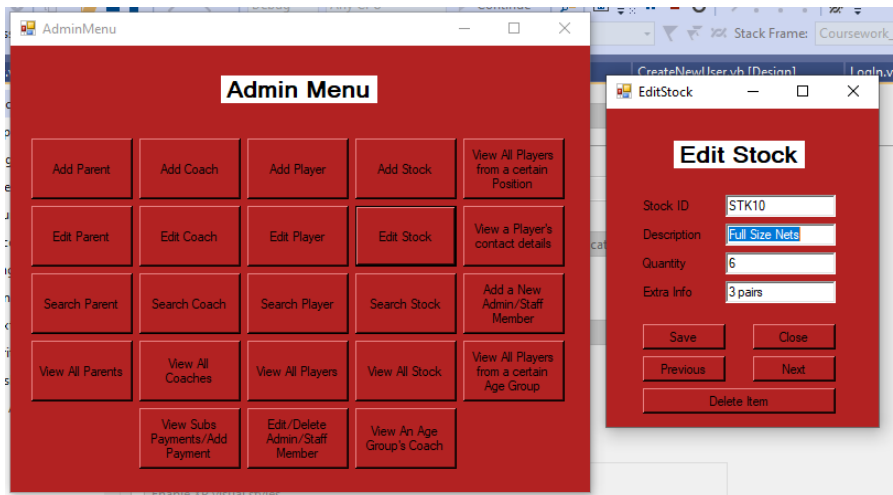 Continue
Stack Frame: Coursework_
AdminMenu
CreateNewUser.vb [Design]
LogIn.v
Admin Menu
Add Parent
Add Coach
Add Player
Add Stock
View All Players
from a certain
Position
Edit Parent
Edit Coach
Edit Player
Edit Stock
View a Player's
contact details
Search Parent
Search Coach
Search Player
Search Stock
Add a New
Admin/Staff
Member
View All Parents
View All
Coaches
View All Players
View All Stock
View All Players
from a certain
Age Group
View Subs
Payments/Add
Payment
Edit/Delete
Admin/Staff
Member
View An Age
Group's Coach
EditStock
Edit Stock
Stock ID
STK10
Description
Full Size Nets
Quantity
6
Extra Info
3 pairs
Save
Close
Previous
Next
Delete Item